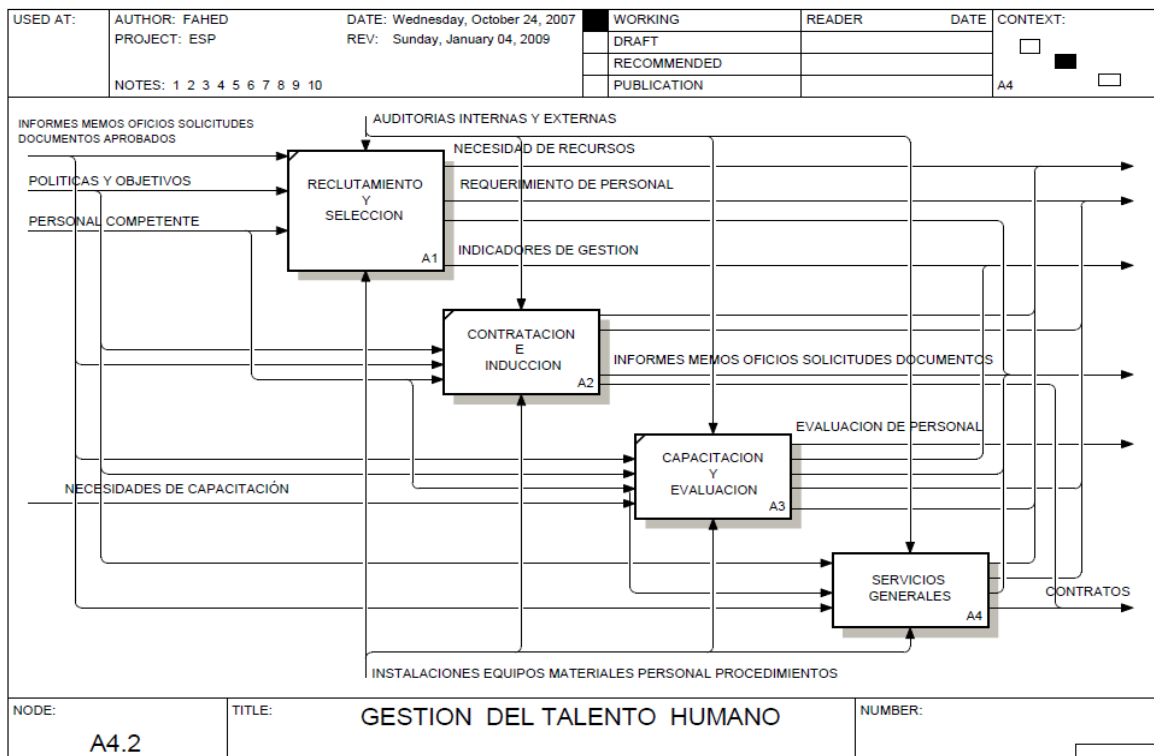 USED AT:
AUTHOR: FAHED
DATE: Wednesday, October 24, 2007
PROJECT: ESP
REV: Sunday, January 04, 2009
NOTES: 1 2 3 4 5 6 7 8 9 10
WORKING
DRAFT
RECOMMENDED
PUBLICATION
READER
DATE
CONTEXT:
A4
INFORMES MEMOS OFICIOS SOLICITUDES
DOCUMENTOS APROBADOS
POLITICAS Y OBJETIVOS
PERSONAL COMPETENTE
AUDITORIAS INTERNAS Y EXTERNAS
RECLUTAMIENTO
Y
SELECCION
A1
NECESIDAD DE RECURSOS
REQUERIMIENTO DE PERSONAL
INDICADORES DE GESTION
CONTRATACION
E
INDUCCION
A2
INFORMES MEMOS OFICIOS SOLICITUDES DOCUMENTOS
EVALUACION DE PERSONAL
CAPACITACION
Y
EVALUACION
A3
NECESIDADES DE CAPACITACIÓN
SERVICIOS
GENERALES
A4
CONTRATOS
INSTALACIONES EQUIPOS MATERIALES PERSONAL PROCEDIMIENTOS
NODE:
A4.2
TITLE:
GESTION DEL TALENTO HUMANO
NUMBER: